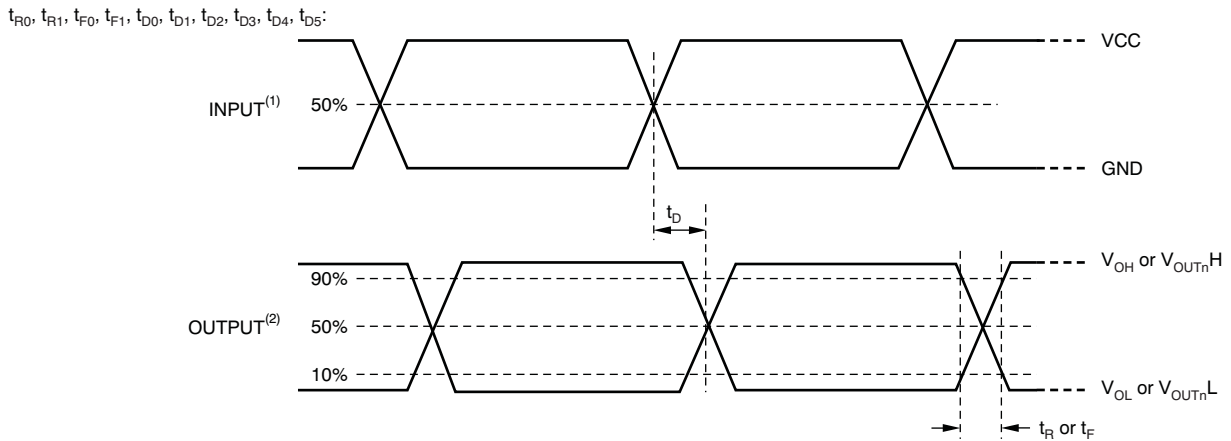 tR0, tR1, tF0, tF1, tD0, tD1, tD2, tD3, tD4, tD5:
VCC
INPUT(1) 50%
GND
tD
VOH or VOUTnH
90%
OUTPUT(2) 50%
10%
VOL or VOUTnL
tR or tF